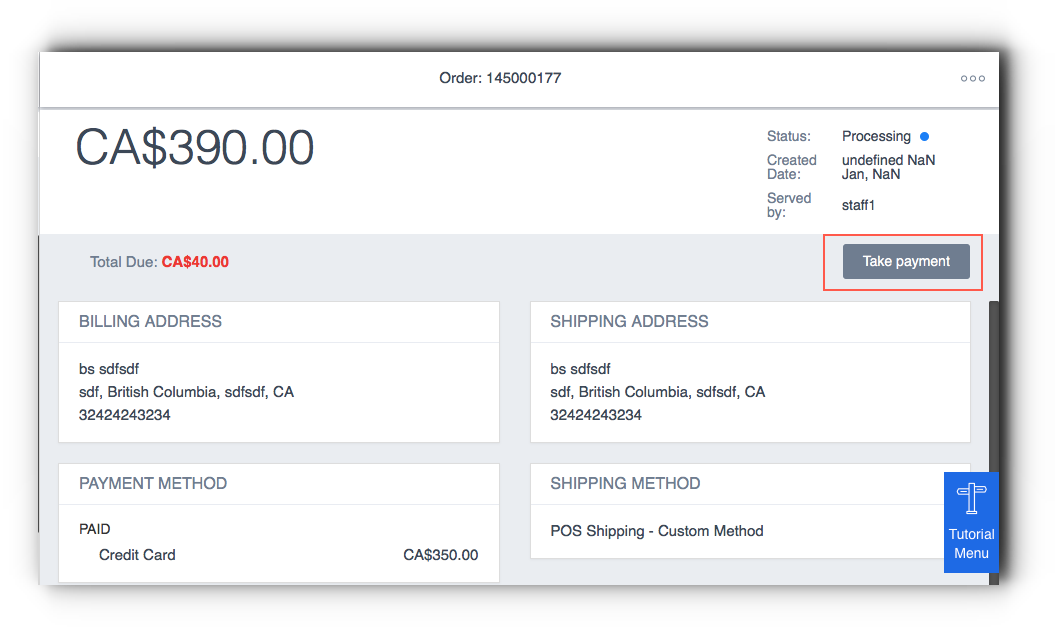 Order: 145000177
CA$390.00
Status: Processing
Created Date: undefined NaN Jan, NaN
Served by: staff1
Total Due: CA$40.00
Take payment
BILLING ADDRESS
bs sdfsdf
sdf, British Columbia, sdfsdf, CA
32424243234
SHIPPING ADDRESS
bs sdfsdf
sdf, British Columbia, sdfsdf, CA
32424243234
PAYMENT METHOD
PAID
Credit Card CA$350.00
SHIPPING METHOD
POS Shipping - Custom Method
Tutorial
Menu